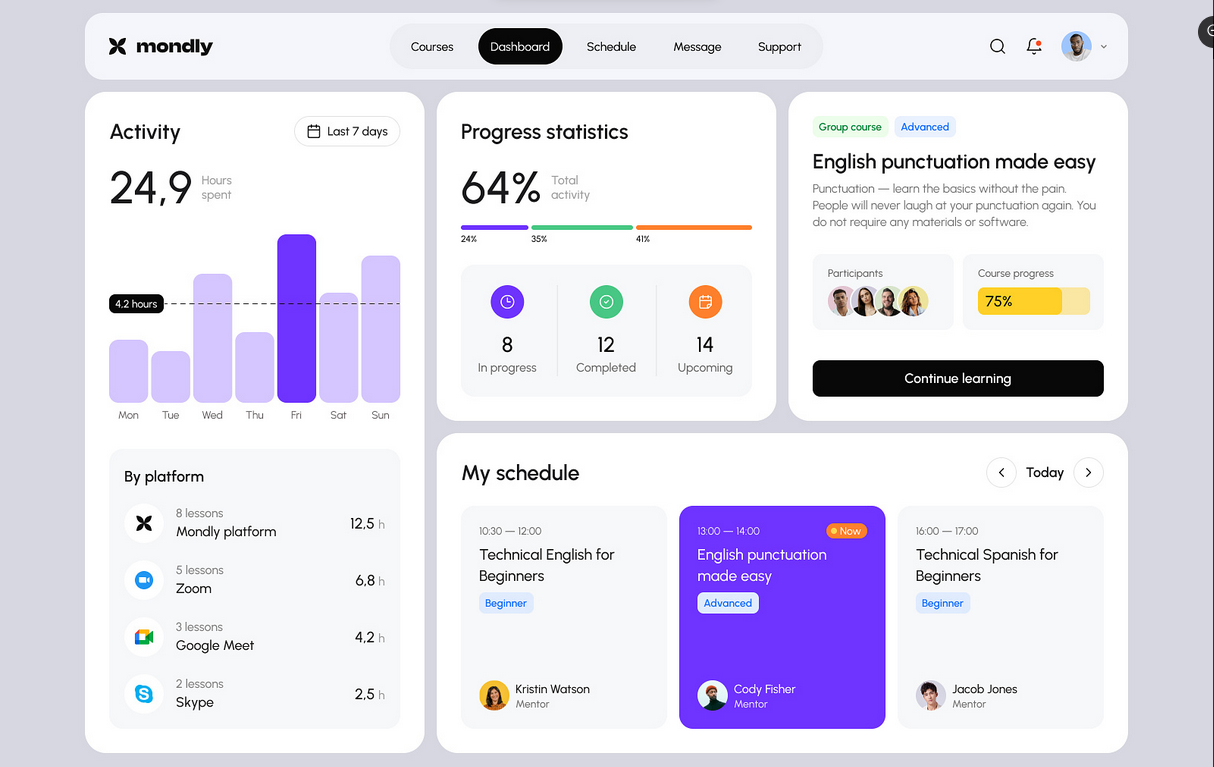 mondly
Courses
Dashboard
Schedule
Message
Support
Activity
Last 7 days
24,9
Hours
spent
4.2 hours
Mon
Tue
Wed
Thu
Fri
Sat
Sun
By platform
8 lessons
Mondly platform
12,5 h
5 lessons
Zoom
6,8 h
3 lessons
Google Meet
4,2 h
2 lessons
Skype
2,5 h
Progress statistics
64%
Total
activity
24%
35%
41%
8
In progress
12
Completed
14
Upcoming
Group course
Advanced
English punctuation made easy
Punctuation — learn the basics without the pain.
People will never laugh at your punctuation again. You
do not require any materials or software.
Participants
Course progress
75%
Continue learning
My schedule
Today
10:30 — 12:00
Technical English for
Beginners
Beginner
Kristin Watson
Mentor
13:00 — 14:00
Now
English punctuation
made easy
Advanced
Cody Fisher
Mentor
16:00 — 17:00
Technical Spanish for
Beginners
Beginner
Jacob Jones
Mentor